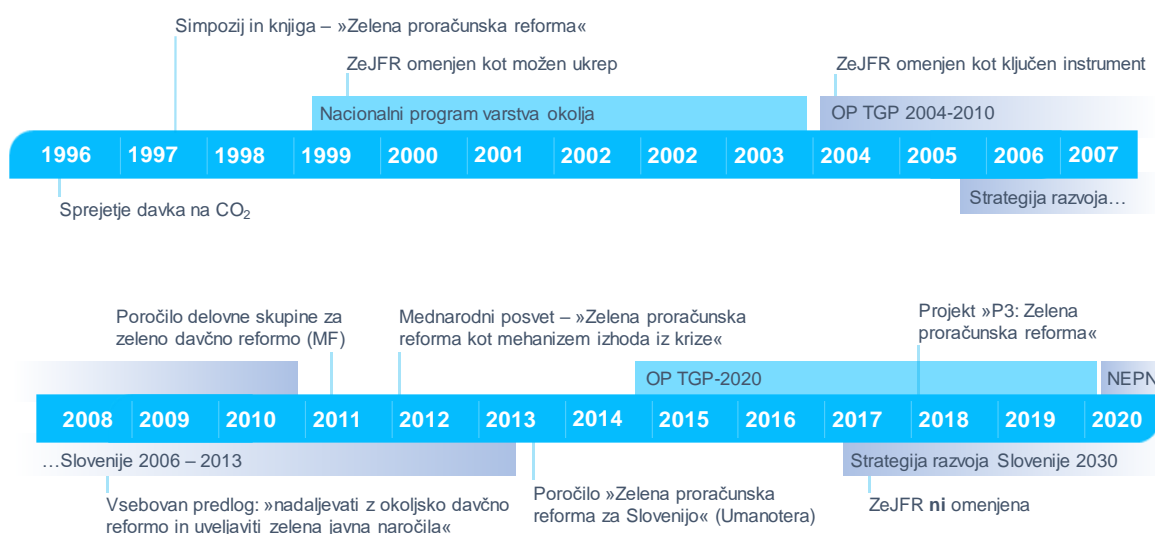 Simpozij in knjiga – »Zelena proračunska reforma«
ZeJFR omenjen kot možen ukrep
ZeJFR omenjen kot ključen instrument
Nacionalni program varstva okolja
OP TGP 2004-2010
1996 1997 1998 1999 2000 2001 2002 2002 2003 2004 2005 2006 2007
Sprejetje davka na CO₂
Strategija razvoja…
Poročilo delovne skupine za
zeleno davčno reformo (MF)
Mednarodni posvet – »Zelena proračunska
reforma kot mehanizem izhoda iz krize«
Projekt »P3: Zelena
proračunska reforma«
OP TGP-2020
NEPN
2008 2009 2010 2011 2012 2013 2014 2015 2016 2017 2018 2019 2020
…Slovenije 2006 – 2013
Strategija razvoja Slovenije 2030
Vsebovan predlog: »nadaljevati z okoljsko davčno
reformo in uveljaviti zelena javna naročila«
Poročilo »Zelena proračunska
reforma za Slovenijo« (Umanotera)
ZeJFR ni omenjena